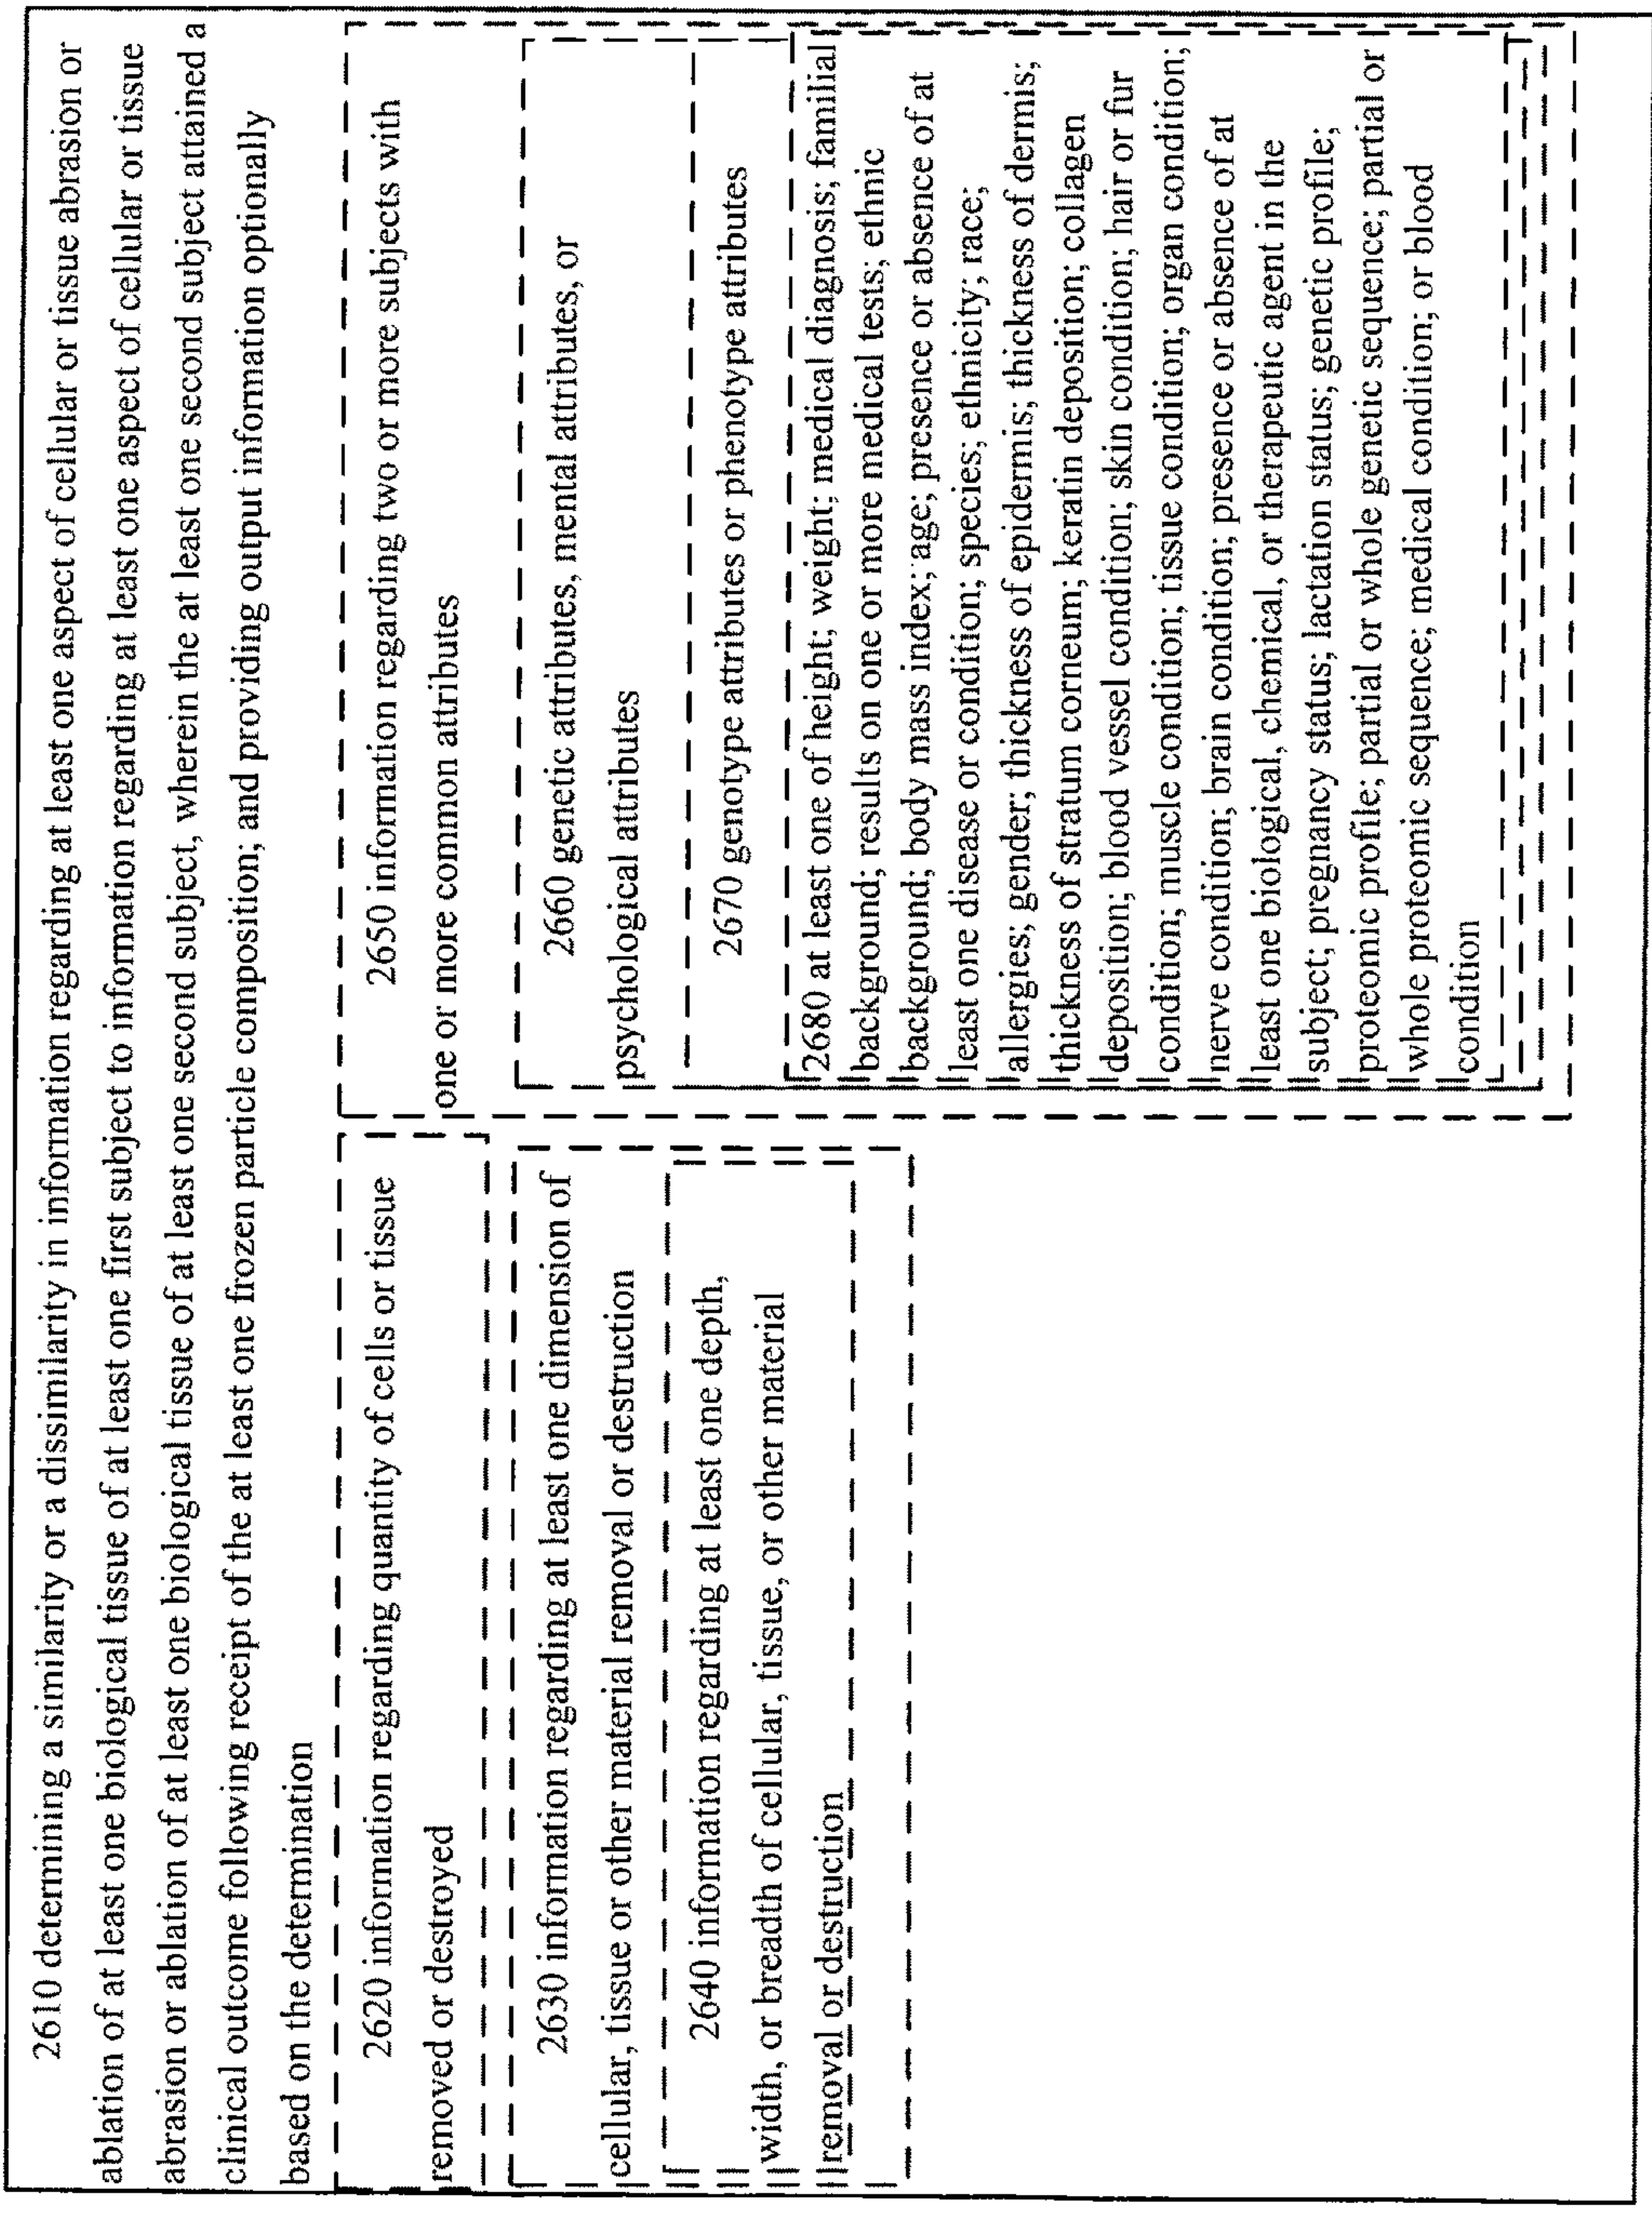 2610 determining a similarity or a dissimilarity in information regarding at least one aspect of cellular or tissue abrasion or
ablation of at least one biological tissue of at least one first subject to information regarding at least one aspect of cellular or tissue
abrasion or ablation of at least one biological tissue of at least one second subject, wherein the at least one second subject attained a
clinical outcome following receipt of the at least one frozen particle composition; and providing output information optionally
based on the determination
2620 information regarding quantity of cells or tissue
removed or destroyed
2630 information regarding at least one dimension of
cellular, tissue or other material removal or destruction
2640 information regarding at least one depth,
width, or breadth of cellular, tissue, or other material
removal or destruction
2650 information regarding two or more subjects with
one or more common attributes
2660 genetic attributes, mental attributes, or
psychological attributes
2670 genotype attributes or phenotype attributes
2680 at least one of height; weight; medical diagnosis; familial
background; results on one or more medical tests; ethnic
background; body mass index; age; presence or absence of at
least one disease or condition; species; ethnicity; race;
allergies; gender; thickness of epidermis; thickness of dermis;
thickness of stratum corneum; keratin deposition; collagen
deposition; blood vessel condition; skin condition; hair or fur
condition; muscle condition; tissue condition; organ condition;
nerve condition; brain condition; presence or absence of at
least one biological, chemical, or therapeutic agent in the
subject; pregnancy status; lactation status; genetic profile;
proteomic profile; partial or whole genetic sequence; partial or
whole proteomic sequence; medical condition; or blood
condition